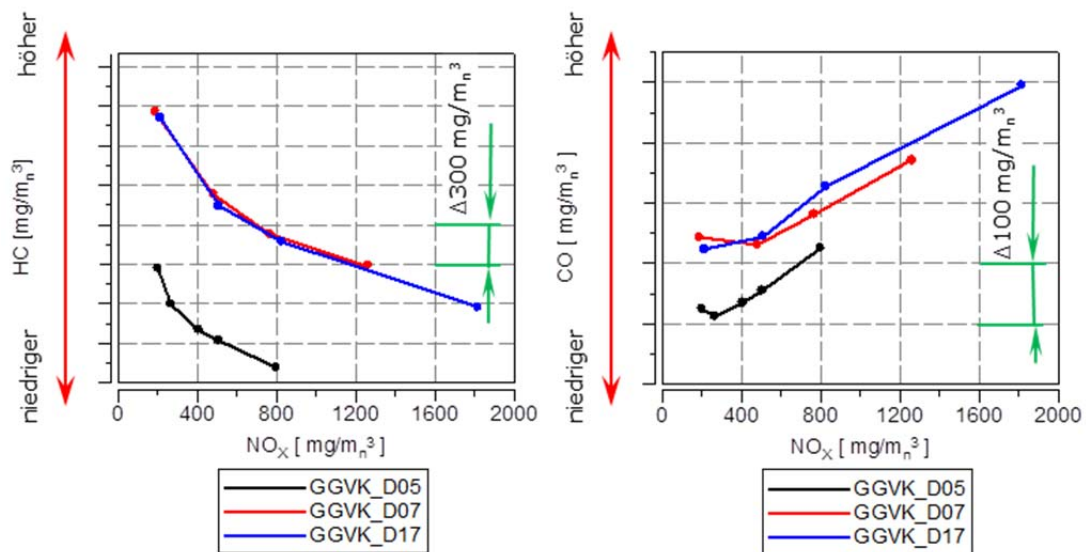 höher
HC [mg/mn³]
niedriger
Δ300 mg/mn³
0 400 800 1200 1600 2000
NOX [ mg/mn³]
GGVK_D05
GGVK_D07
GGVK_D17
höher
CO [ mg/mn³]
niedriger
Δ100 mg/mn³
0 400 800 1200 1600 2000
NOX [ mg/mn³]
GGVK_D05
GGVK_D07
GGVK_D17